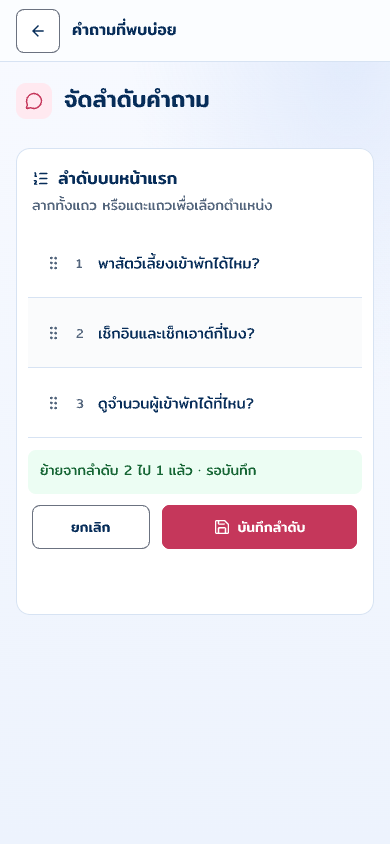 คำถามที่พบบ่อย
จัดลำดับคำถาม
ลำดับบนหน้าแรก
ลากทั้งแถว หรือแตะแถวเพื่อเลือกตำแหน่ง
1 พาสัตว์เลี้ยงเข้าพักได้ไหม?
2 เช็กอินและเช็กเอาต์กี่โมง?
3 ดูจำนวนผู้เข้าพักได้ที่ไหน?
ย้ายจากลำดับ 2 ไป 1 แล้ว · รอบันทึก
ยกเลิก
บันทึกลำดับ